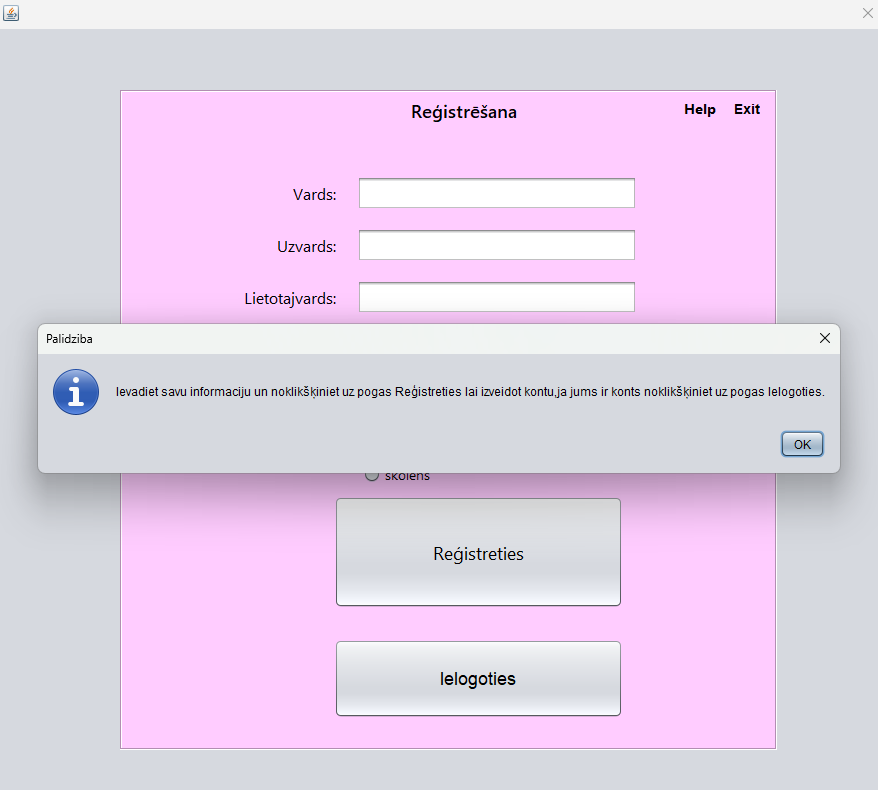 Reģistrēšana
Help Exit
Vards:
Uzvards:
Lietotajvards:
Palidziba
Ievadiet savu informaciju un noklikšķiniet uz pogas Reģistreties lai izveidot kontu,ja jums ir konts noklikšķiniet uz pogas Ielogoties.
OK
skolens
Reģistreties
Ielogoties